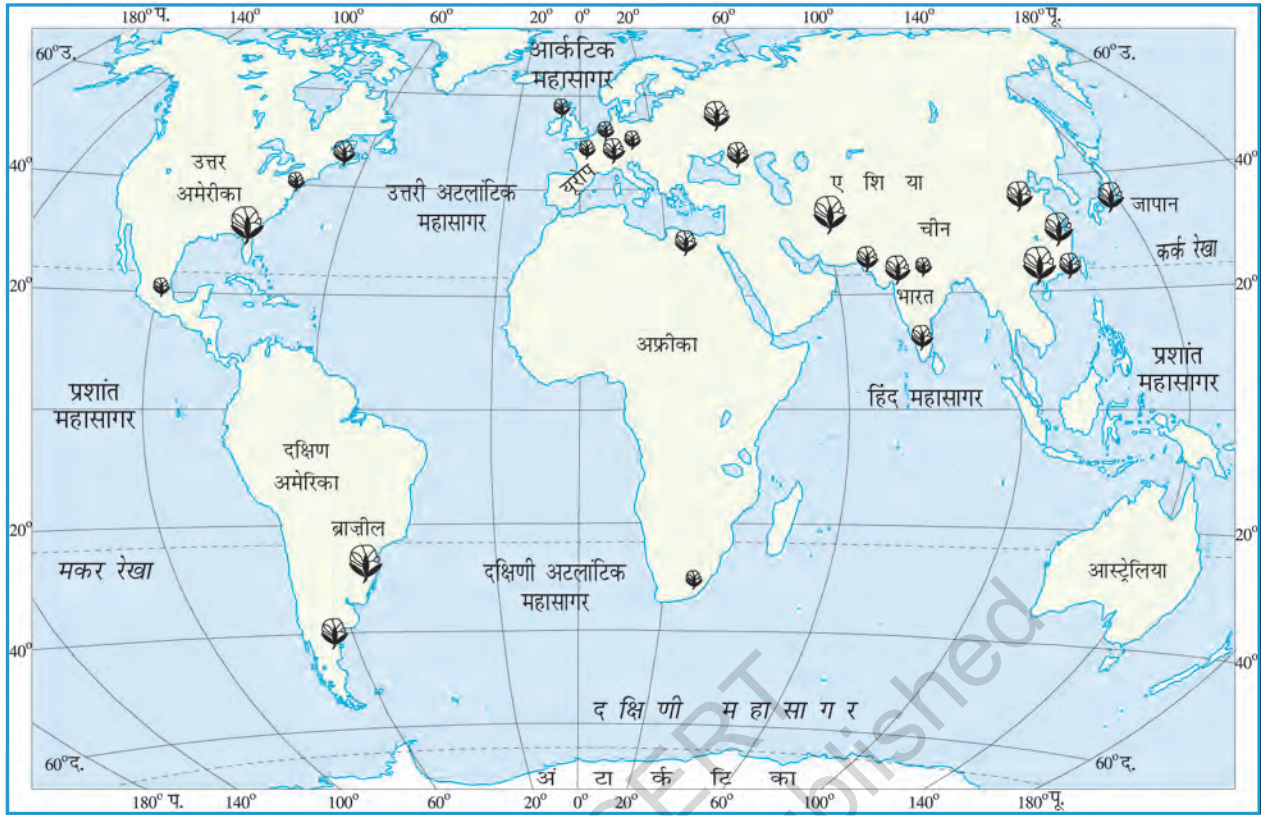 180° प. 140° 100° 60° 20° 0° 20° 60° 100° 140° 180° पू.
60° उ. 60° उ.
आर्कटिक
महासागर
40° 40°
उत्तर
अमेरीका
उत्तरी अटलांटिक
महासागर
यूरोप
ए शि या
जापान
चीन
कर्क रेखा
20° 20°
भारत
अफ्रीका
प्रशांत
महासागर
हिंद महासागर
प्रशांत
महासागर
दक्षिण
अमेरिका
ब्राज़ील
20° 20°
मकर रेखा
दक्षिणी अटलांटिक
महासागर
आस्ट्रेलिया
40° 40°
द क्षि णी म हा सा ग र
60° द. 60° द.
अं टा र्क टि का
180° प. 140° 100° 60° 20° 0° 20° 60° 100° 140° 180° पू.